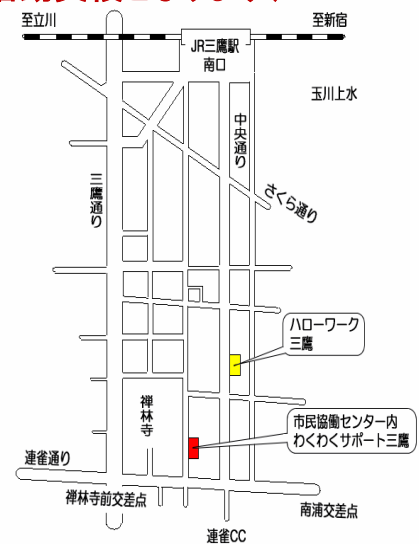 至立川
至新宿
JR三鷹駅
南口
玉川上水
中央通り
三鷹通り
さくら通り
ハローワーク
三鷹
禅林寺
市民協働センター内
わくわくサポート三鷹
連雀通り
禅林寺前交差点
南浦交差点
連雀CC